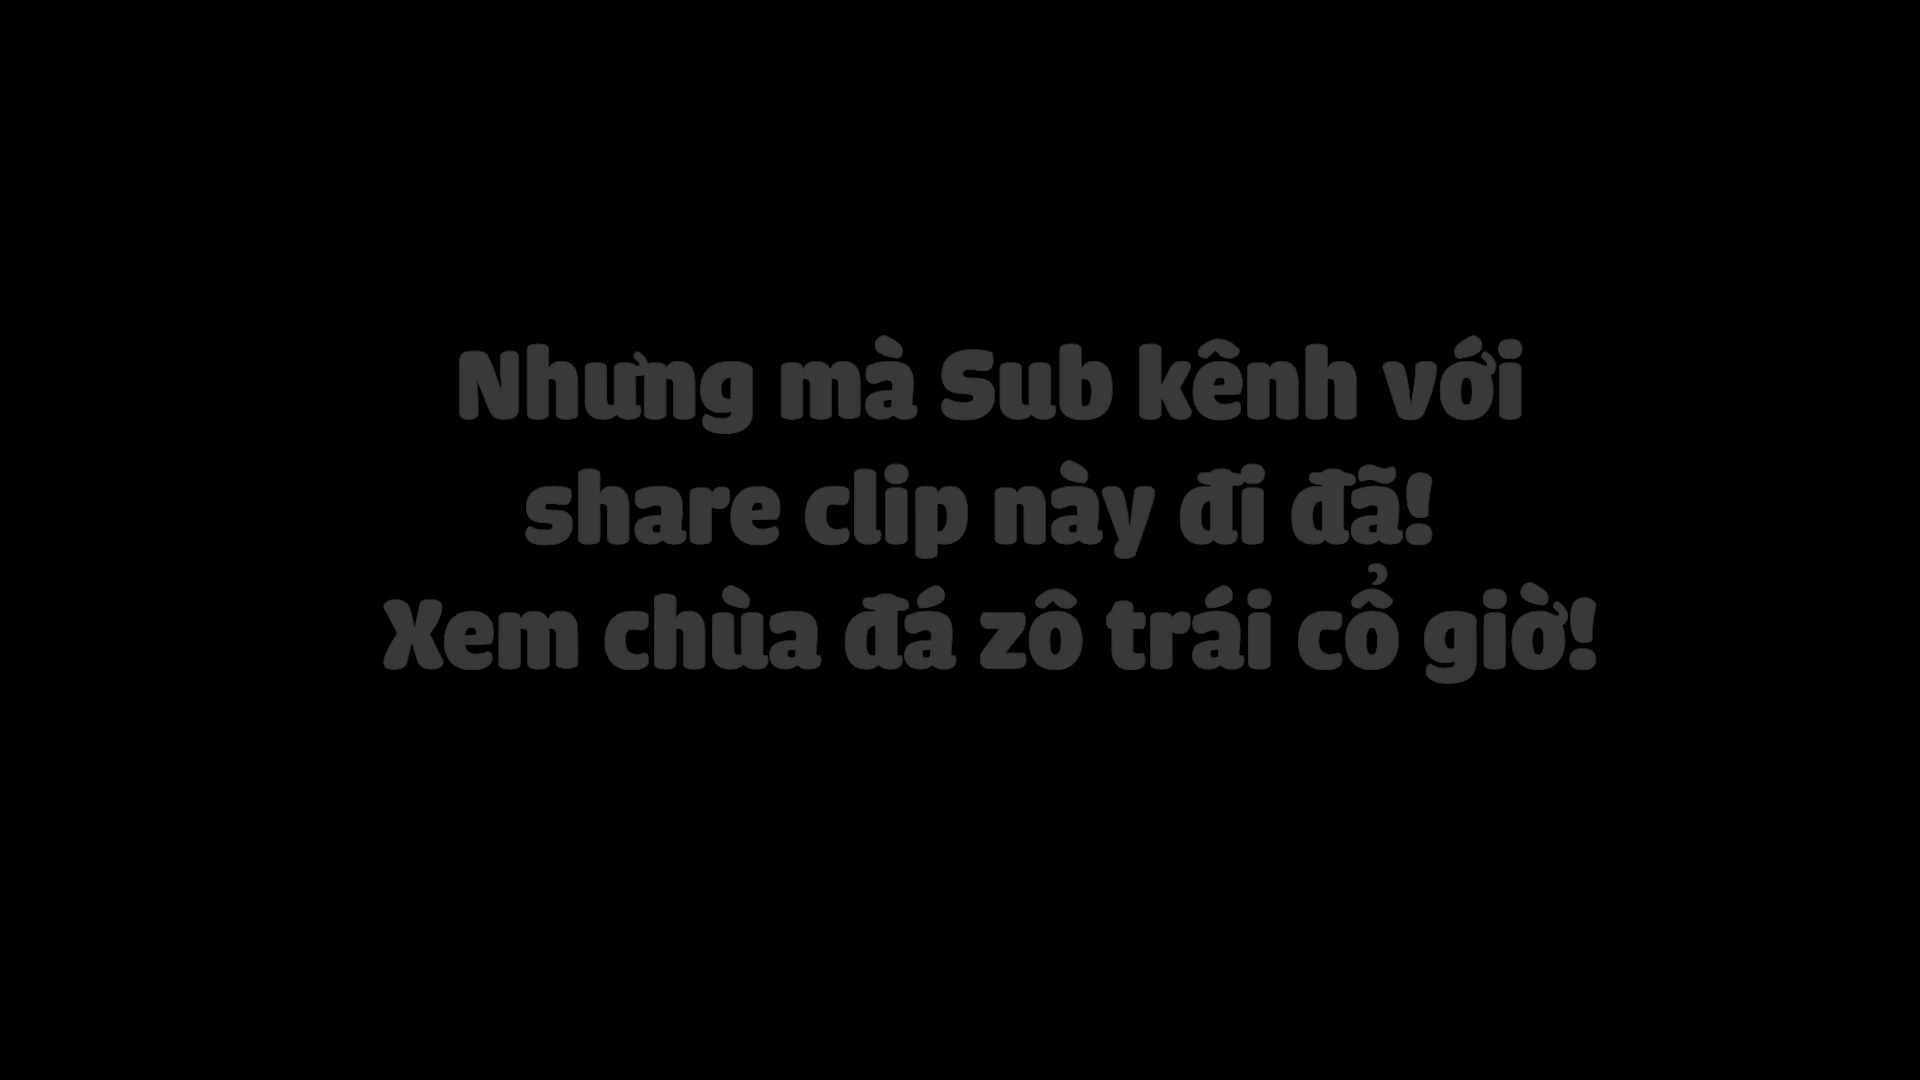 Nhưng mà Sub kênh với
share clip này đi đã!
Xem chùa đá zô trái cổ giờ!